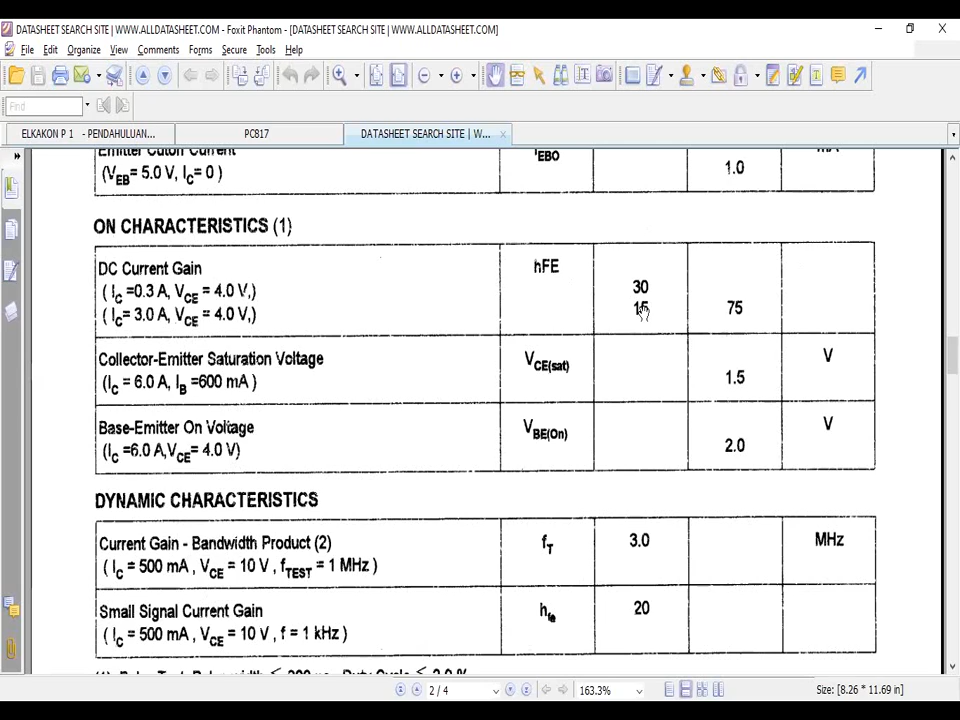 DATASHEET SEARCH SITE | WWW.ALLDATASHEET.COM - Foxit Phantom - [DATASHEET SEARCH SITE | WWW.ALLDATASHEET.COM]
File Edit Organize View Comments Forms Secure Tools Help
Find
ELKAKON P 1 - PENDAHULUAN... PC817 DATASHEET SEARCH SITE | W...
Emitter Cutoff Current IEBO mA
(VEB= 5.0 V, IC= 0 ) 1.0
ON CHARACTERISTICS (1)
DC Current Gain hFE
( IC =0.3 A, VCE = 4.0 V,) 30
( IC= 3.0 A, VCE = 4.0 V,) 15 75
Collector-Emitter Saturation Voltage VCE(sat) V
( IC = 6.0 A, IB =600 mA ) 1.5
Base-Emitter On Voltage VBE(On) V
(IC =6.0 A,VCE= 4.0 V) 2.0
DYNAMIC CHARACTERISTICS
Current Gain - Bandwidth Product (2) fT 3.0 MHz
( IC = 500 mA, VCE = 10 V , fTEST = 1 MHz )
Small Signal Current Gain hfe 20
( IC = 500 mA, VCE = 10 V , f = 1 kHz )
2 / 4 163.3% Size: [8.26 * 11.69 in]